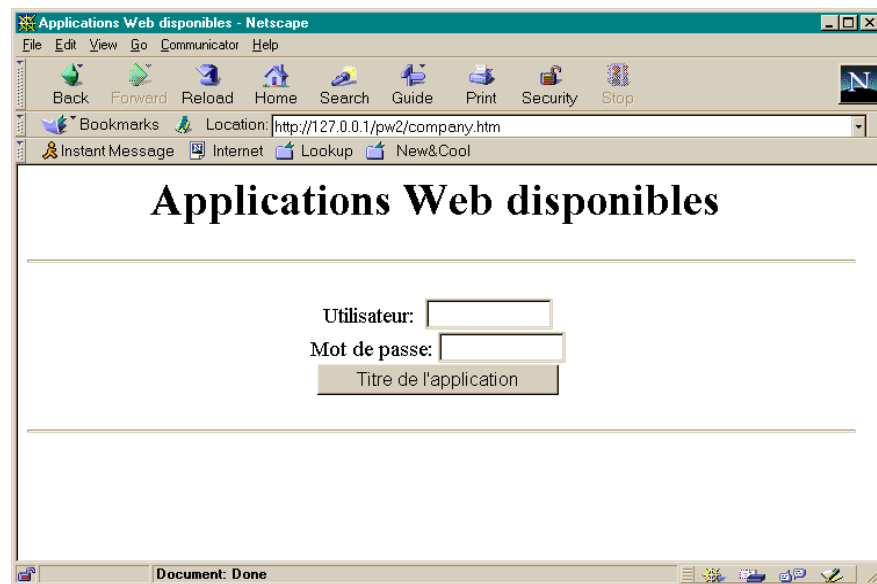 Applications Web disponibles - Netscape
File Edit View Go Communicator Help
Back Forward Reload Home Search Guide Print Security Stop
N
Bookmarks Location: http://127.0.0.1/pw2/company.htm
Instant Message Internet Lookup New&Cool
Applications Web disponibles
Utilisateur:
Mot de passe:
Titre de l'application
Document: Done